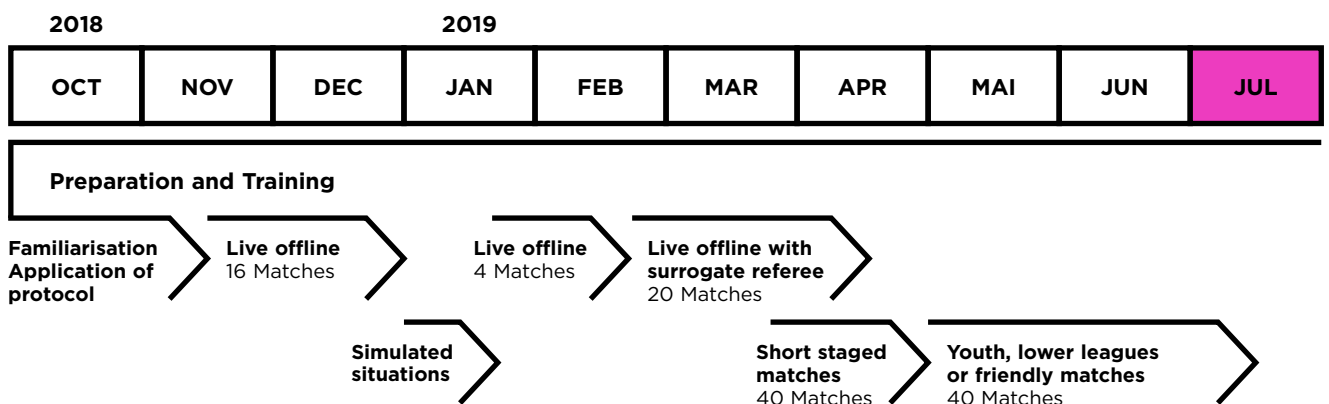 2018 2019
OCT NOV DEC JAN FEB MAR APR MAI JUN JUL
Preparation and Training
Familiarisation
Application of
protocol
Live offline
16 Matches
Live offline
4 Matches
Live offline with
surrogate referee
20 Matches
Simulated
situations
Short staged
matches
40 Matches
Youth, lower leagues
or friendly matches
40 Matches